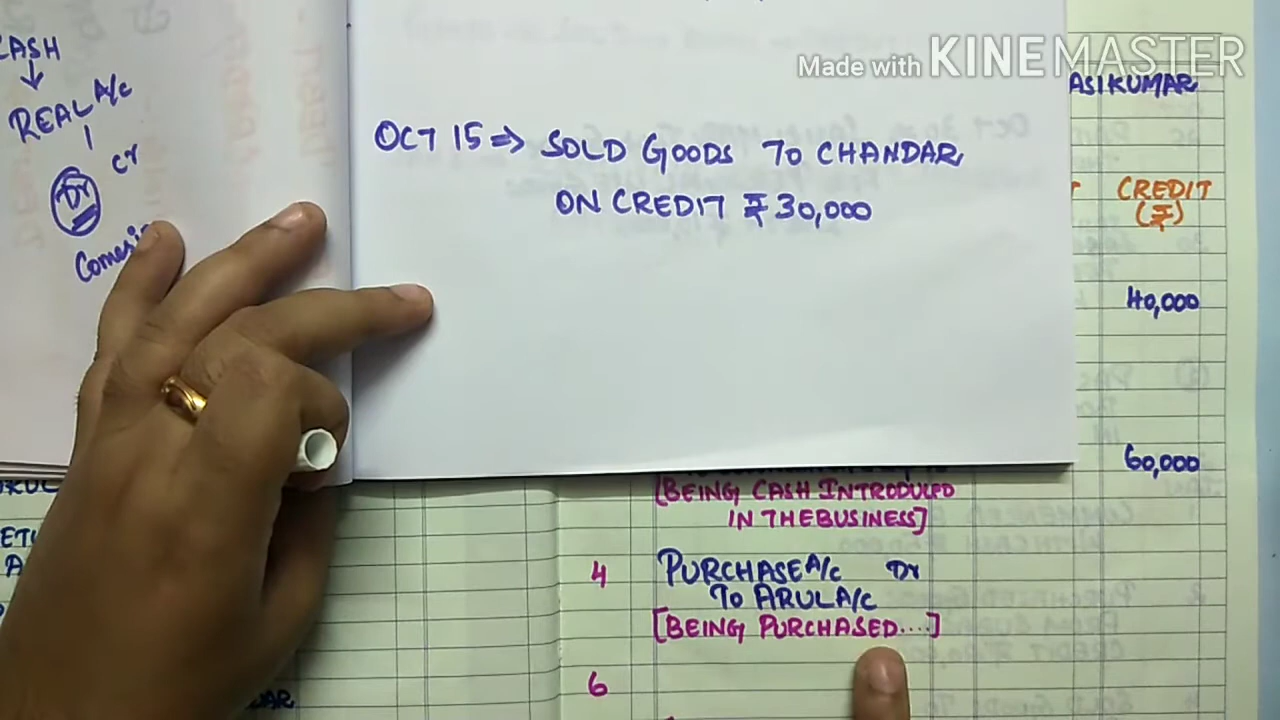 CASH
REAL A/c
Dr
Cr
Made with KINEMASTER
OCT 15 ⇒ SOLD GOODS TO CHANDAR
ON CREDIT ₹ 30,000
ASIKUMAR
CREDIT
(₹)
40,000
60,000
[BEING CASH INTRODUCED
IN THE BUSINESS]
4 PURCHASE A/c Dr
TO ARUL A/c
[BEING PURCHASED....]
6